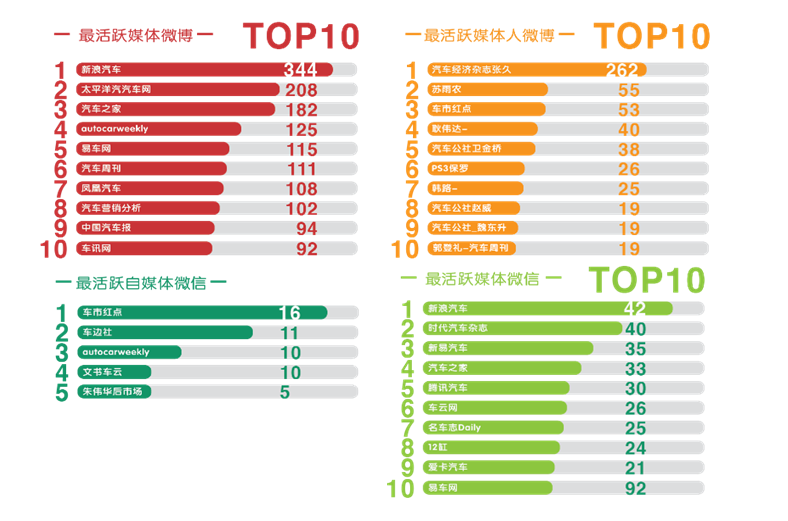 最活跃媒体微博 TOP10
1 新浪汽车 344
2 太平洋汽汽车网 208
3 汽车之家 182
4 autocarweekly 125
5 易车网 115
6 汽车周刊 111
7 凤凰汽车 108
8 汽车营销分析 102
9 中国汽车报 94
10 车讯网 92
最活跃媒体人微博 TOP10
1 汽车经济杂志张久 262
2 苏雨农 55
3 车市红点 53
4 耿伟达- 40
5 汽车公社卫金桥 38
6 PS3保罗 26
7 韩路- 25
8 汽车公社赵威 19
9 汽车公社_魏东升 19
10 郭登礼-汽车周刊 19
最活跃自媒体微信
1 车市红点 16
2 车边社 11
3 autocarweekly 10
4 文书车云 10
5 朱伟华后市场 5
最活跃媒体微信 TOP10
1 新浪汽车 42
2 时代汽车杂志 40
3 新易汽车 35
4 汽车之家 33
5 腾讯汽车 30
6 车云网 26
7 名车志Daily 25
8 12缸 24
9 爱卡汽车 21
10 易车网 92